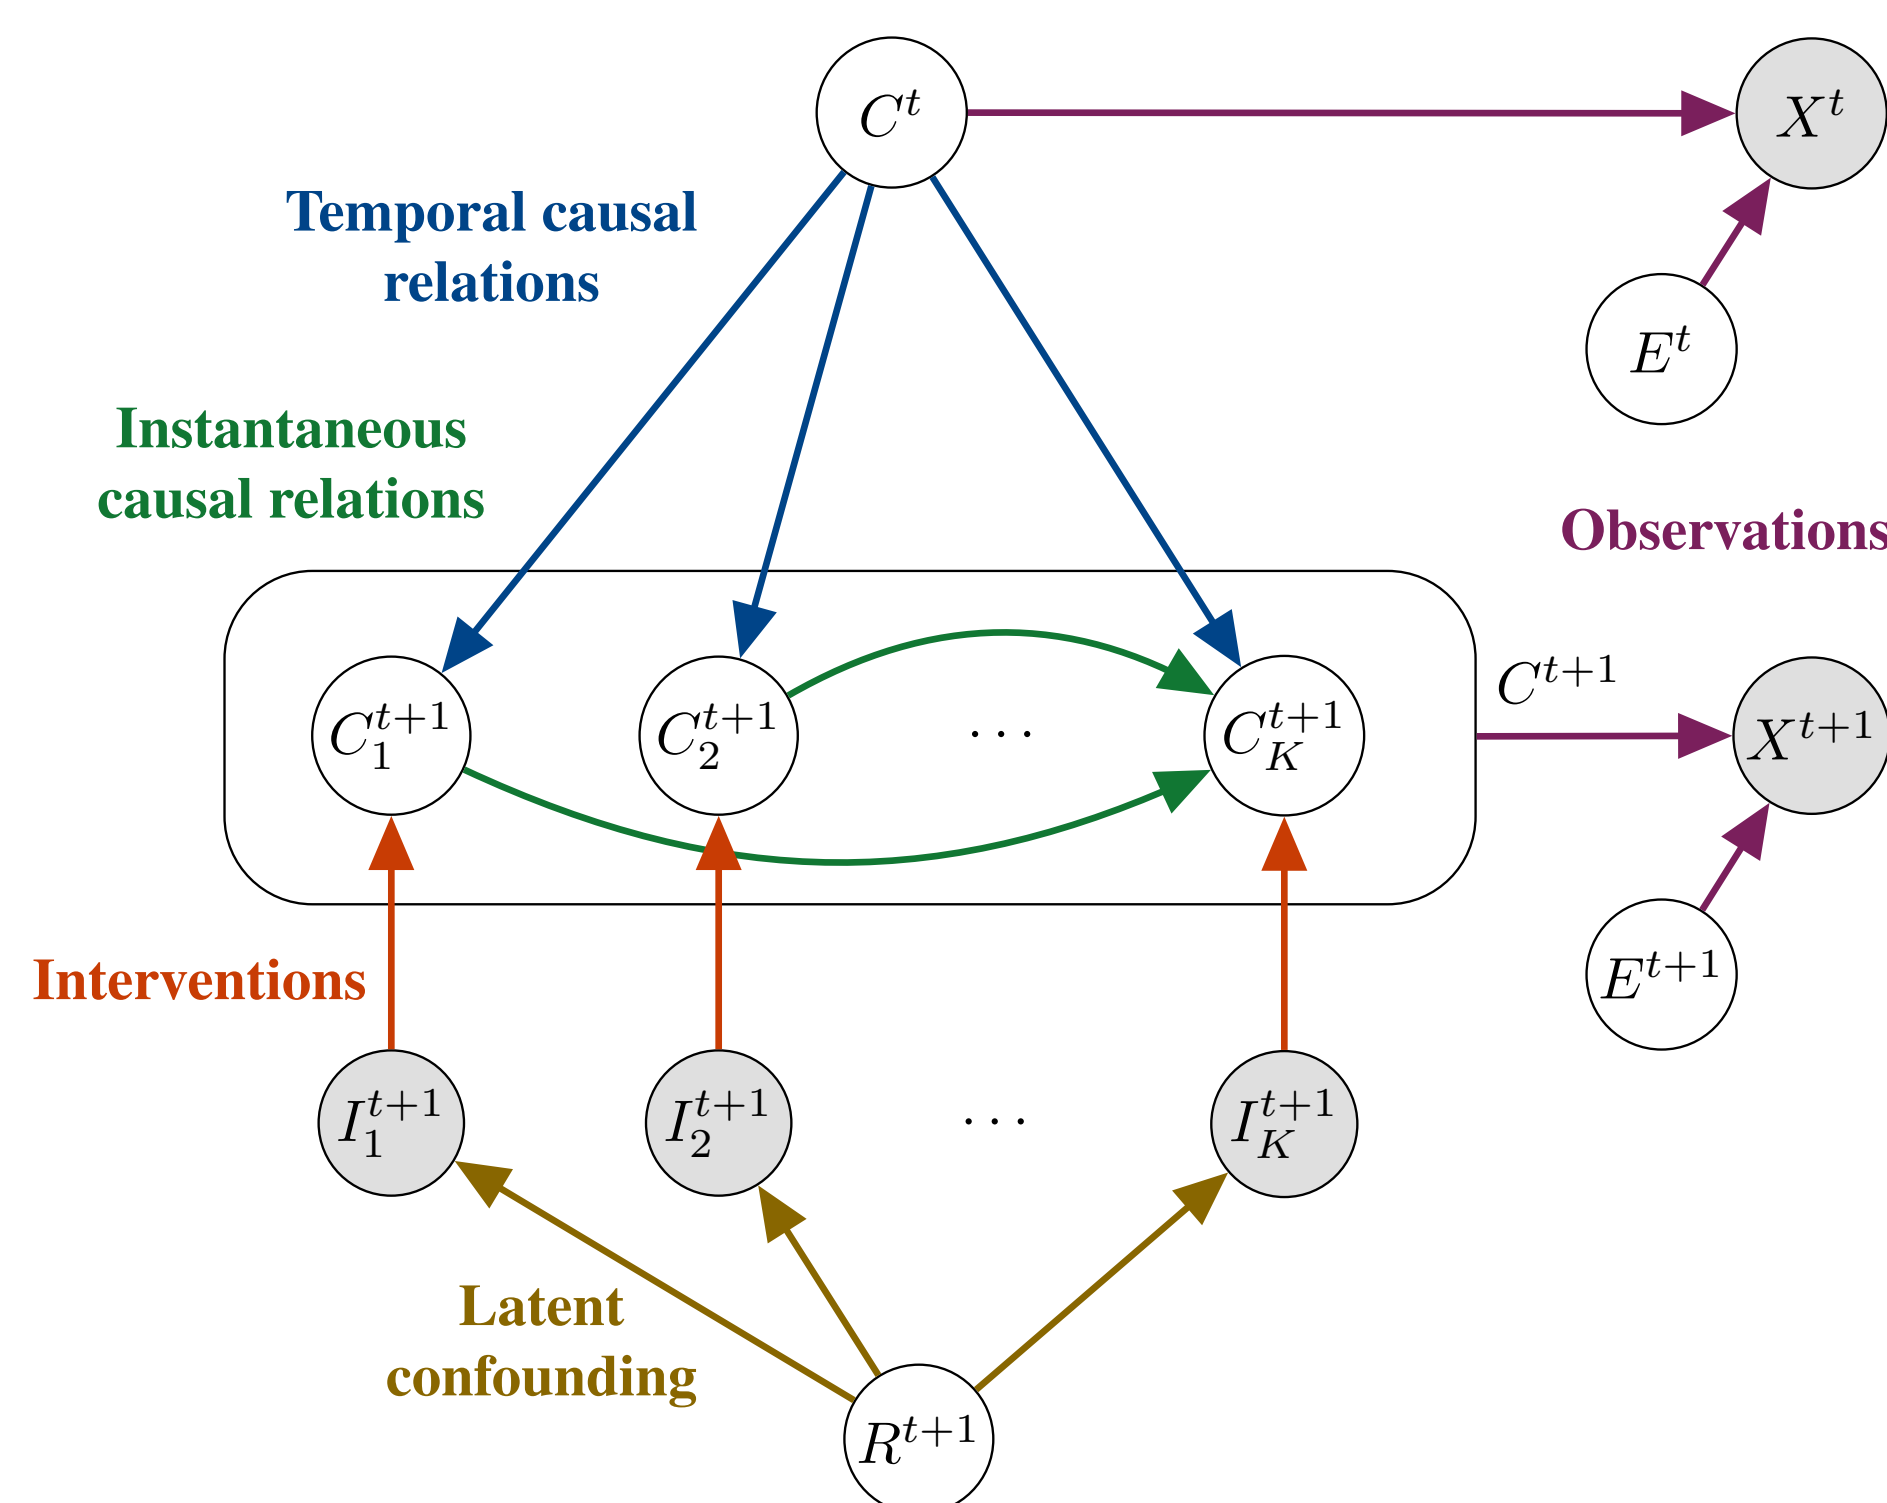 C^t
X^t
Temporal causal
relations
E^t
Instantaneous
causal relations
Observations
C^{t+1}
C_1^{t+1}
C_2^{t+1}
···
C_K^{t+1}
X^{t+1}
E^{t+1}
Interventions
I_1^{t+1}
I_2^{t+1}
···
I_K^{t+1}
Latent
confounding
R^{t+1}